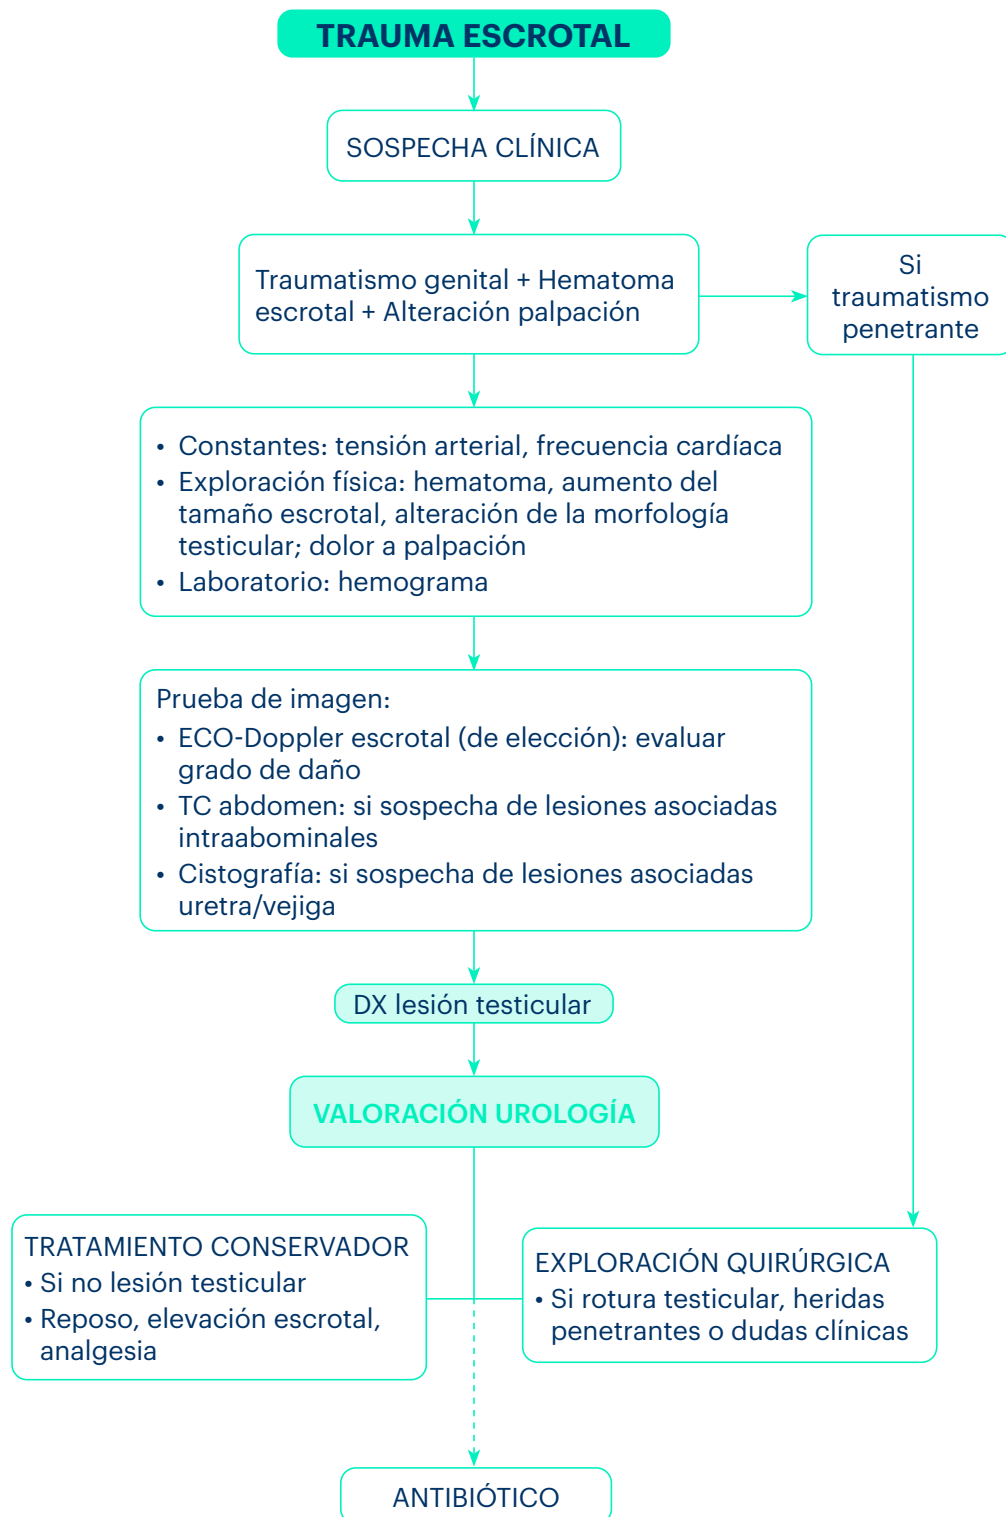 TRAUMA ESCROTAL
SOSPECHA CLÍNICA
Traumatismo genital + Hematoma
escrotal + Alteración palpación
Si
traumatismo
penetrante
• Constantes: tensión arterial, frecuencia cardíaca
• Exploración física: hematoma, aumento del
tamaño escrotal, alteración de la morfología
testicular; dolor a palpación
• Laboratorio: hemograma
Prueba de imagen:
• ECO-Doppler escrotal (de elección): evaluar
grado de daño
• TC abdomen: si sospecha de lesiones asociadas
intraabominales
• Cistografía: si sospecha de lesiones asociadas
uretra/vejiga
DX lesión testicular
VALORACIÓN UROLOGÍA
TRATAMIENTO CONSERVADOR
• Si no lesión testicular
• Reposo, elevación escrotal,
analgesia
EXPLORACIÓN QUIRÚRGICA
• Si rotura testicular, heridas
penetrantes o dudas clínicas
ANTIBIÓTICO